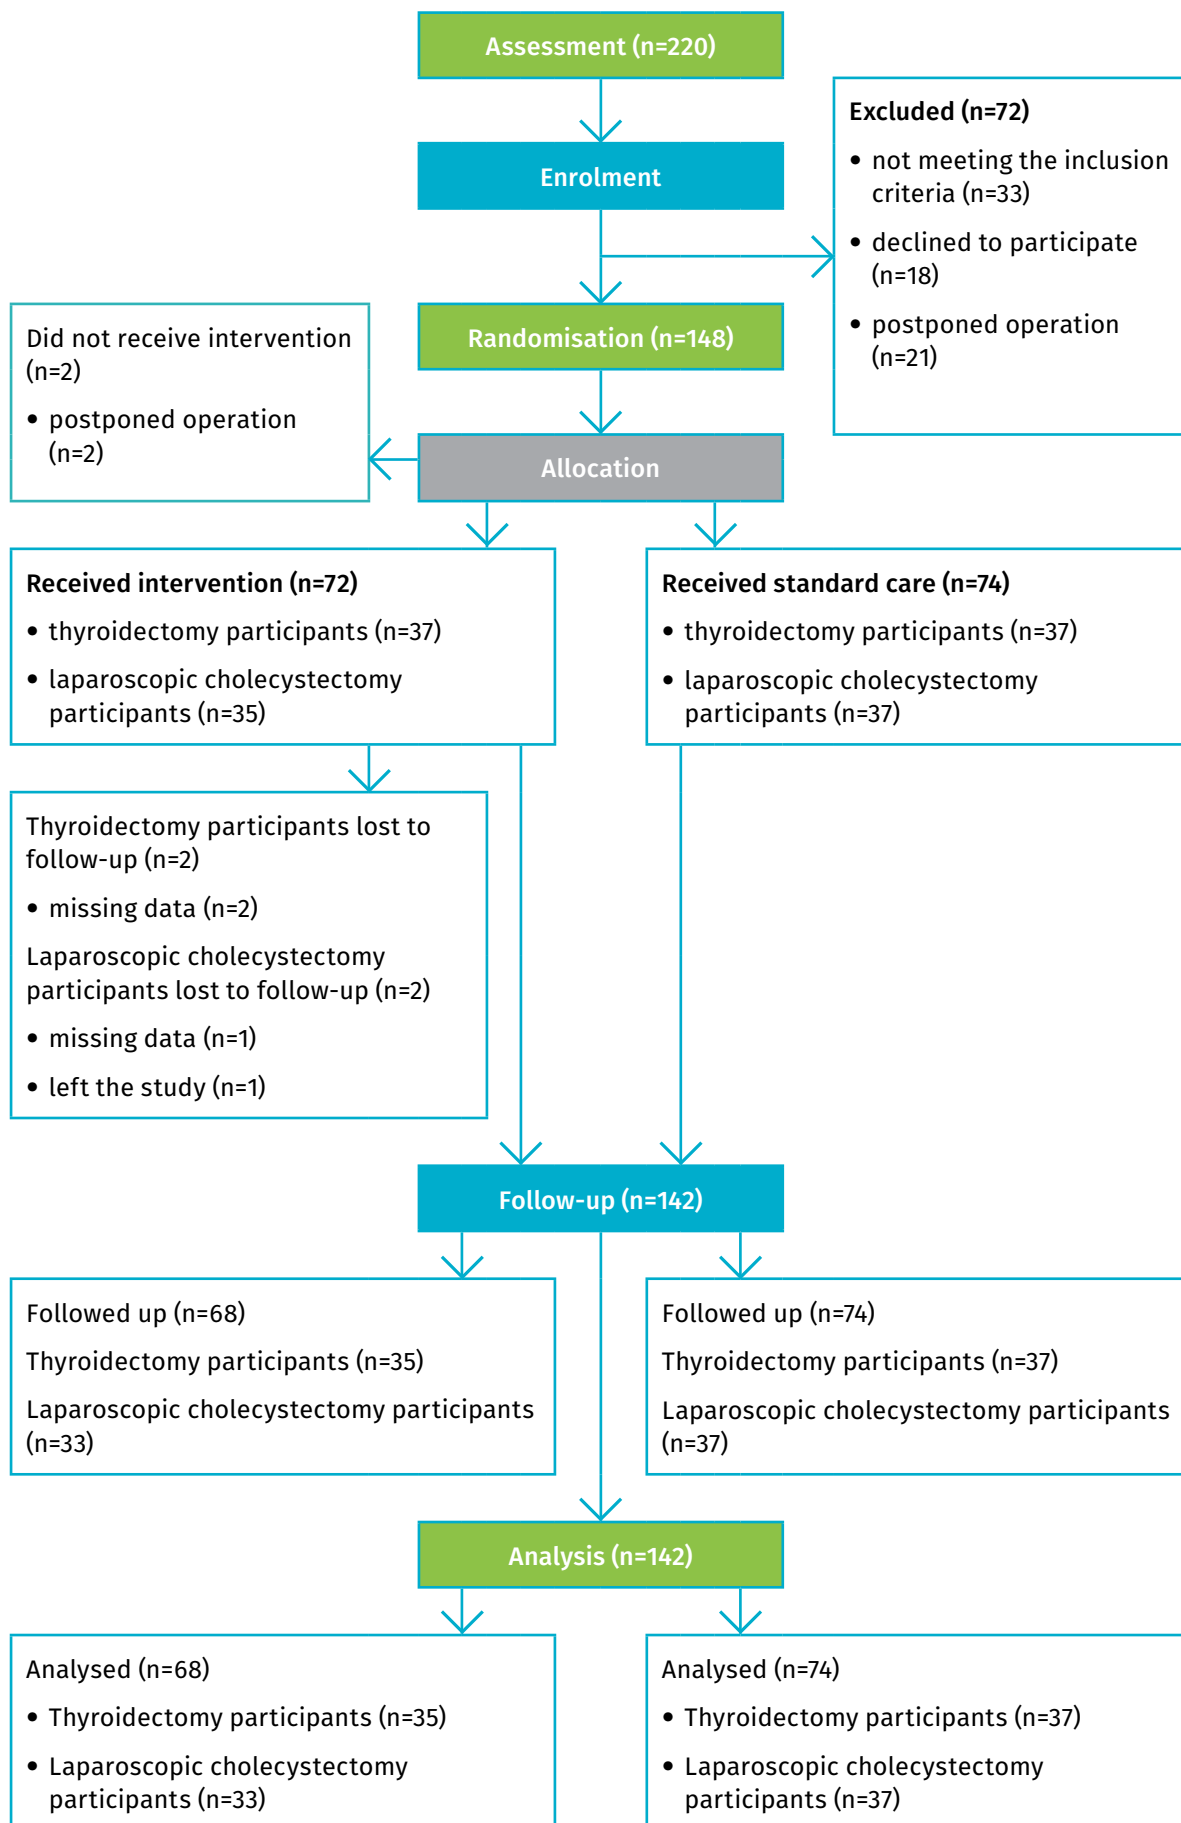 Assessment (n=220)
Enrolment
Excluded (n=72)
• not meeting the inclusion
criteria (n=33)
• declined to participate
(n=18)
• postponed operation
(n=21)
Randomisation (n=148)
Did not receive intervention
(n=2)
• postponed operation
(n=2)
Allocation
Received intervention (n=72)
• thyroidectomy participants (n=37)
• laparoscopic cholecystectomy
participants (n=35)
Received standard care (n=74)
• thyroidectomy participants (n=37)
• laparoscopic cholecystectomy
participants (n=37)
Thyroidectomy participants lost to
follow-up (n=2)
• missing data (n=2)
Laparoscopic cholecystectomy
participants lost to follow-up (n=2)
• missing data (n=1)
• left the study (n=1)
Follow-up (n=142)
Followed up (n=68)
Thyroidectomy participants (n=35)
Laparoscopic cholecystectomy participants
(n=33)
Followed up (n=74)
Thyroidectomy participants (n=37)
Laparoscopic cholecystectomy participants
(n=37)
Analysis (n=142)
Analysed (n=68)
• Thyroidectomy participants (n=35)
• Laparoscopic cholecystectomy
participants (n=33)
Analysed (n=74)
• Thyroidectomy participants (n=37)
• Laparoscopic cholecystectomy
participants (n=37)